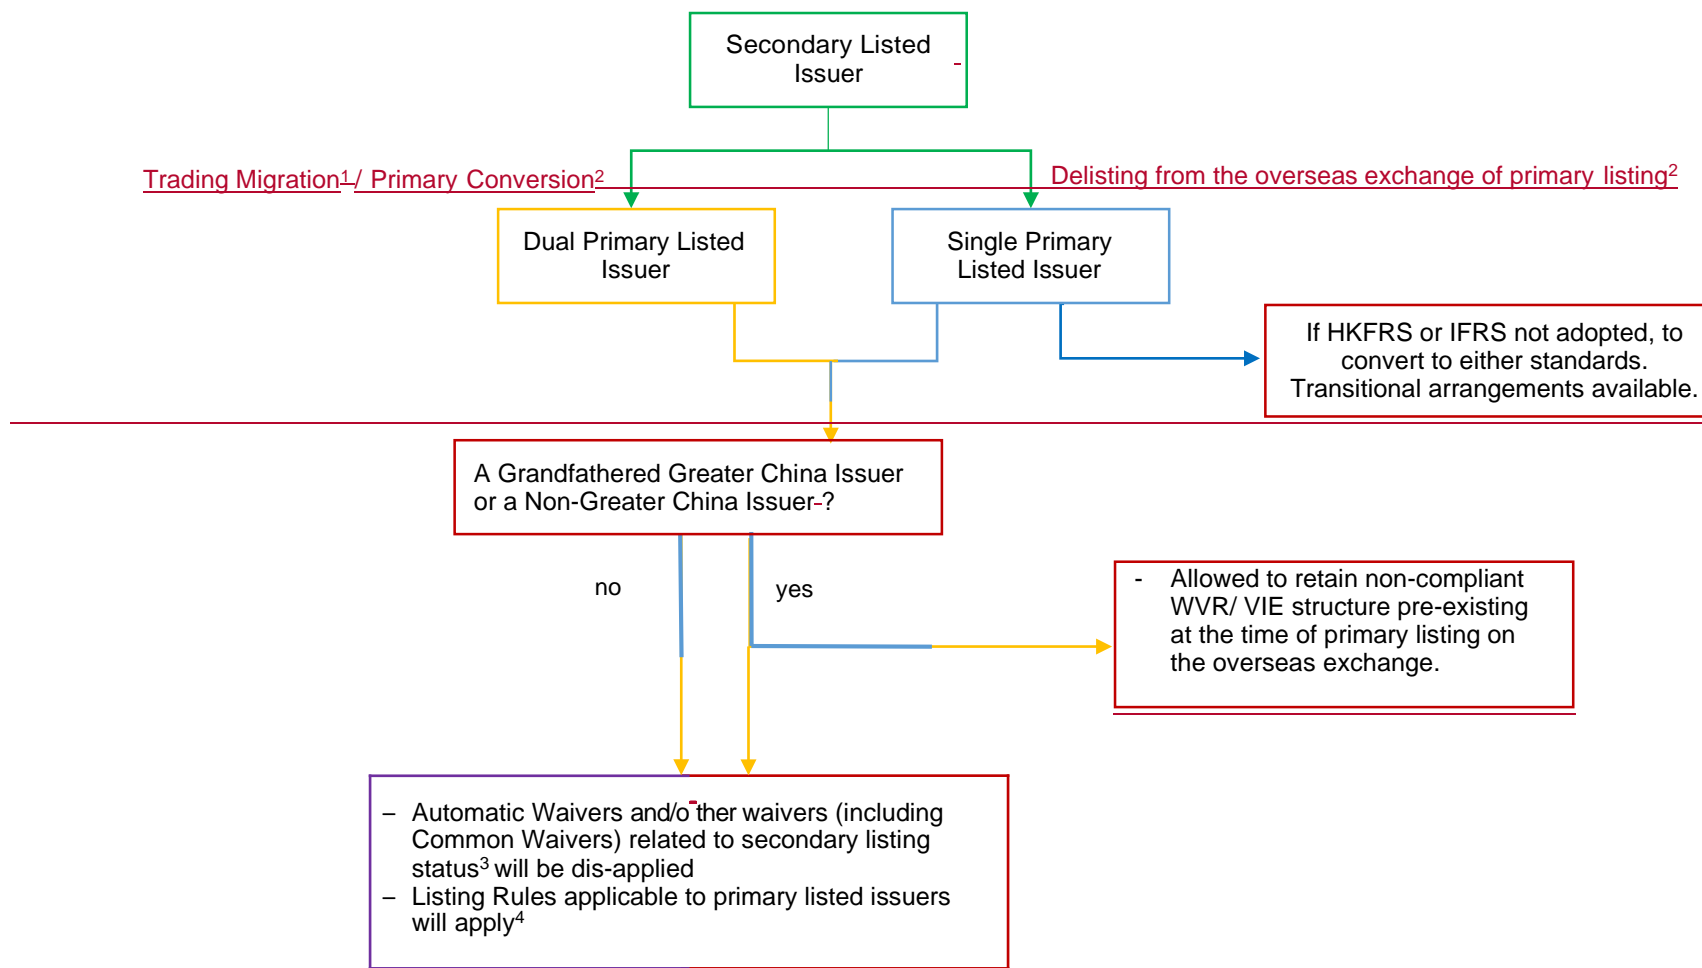 Secondary Listed
Issuer
Trading Migration¹ / Primary Conversion²
Delisting from the overseas exchange of primary listing²
Dual Primary Listed
Issuer
Single Primary
Listed Issuer
If HKFRS or IFRS not adopted, to
convert to either standards.
Transitional arrangements available.
A Grandfathered Greater China Issuer
or a Non-Greater China Issuer-?
no
yes
- Allowed to retain non-compliant
WVR/ VIE structure pre-existing
at the time of primary listing on
the overseas exchange.
– Automatic Waivers and/o ther waivers (including
Common Waivers) related to secondary listing
status³ will be dis-applied
– Listing Rules applicable to primary listed issuers
will apply⁴